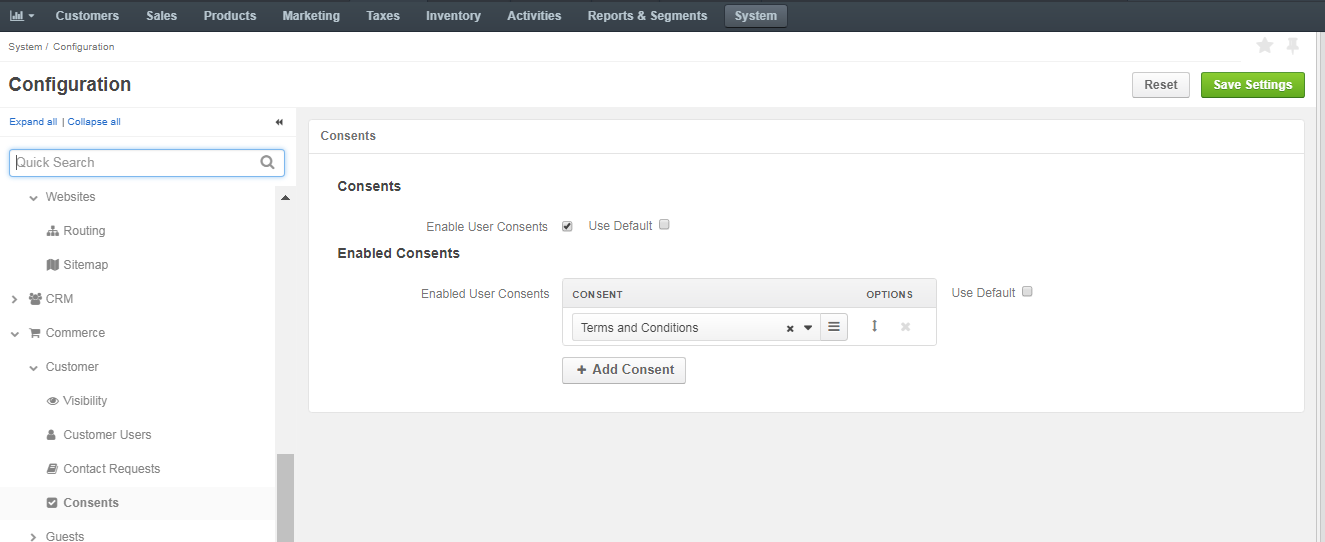 Customers Sales Products Marketing Taxes Inventory Activities Reports & Segments System
System / Configuration
Configuration
Reset Save Settings
Expand all | Collapse all
Quick Search
Websites
Routing
Sitemap
CRM
Commerce
Customer
Visibility
Customer Users
Contact Requests
Consents
Guests
Consents
Consents
Enable User Consents Use Default
Enabled Consents
Enabled User Consents CONSENT OPTIONS Use Default
Terms and Conditions
+ Add Consent